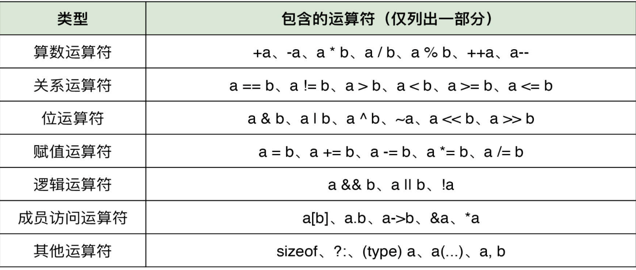 类型 包含的运算符（仅列出一部分）
算数运算符 +a、-a、a * b、a / b、a % b、++a、a--
关系运算符 a == b、a != b、a > b、a < b、a >= b、a <= b
位运算符 a & b、a | b、a ^ b、~a、a << b、a >> b
赋值运算符 a = b、a += b、a -= b、a *= b、a /= b
逻辑运算符 a && b、a || b、!a
成员访问运算符 a[b]、a.b、a->b、&a、*a
其他运算符 sizeof、?:、(type) a、a(...)、a, b